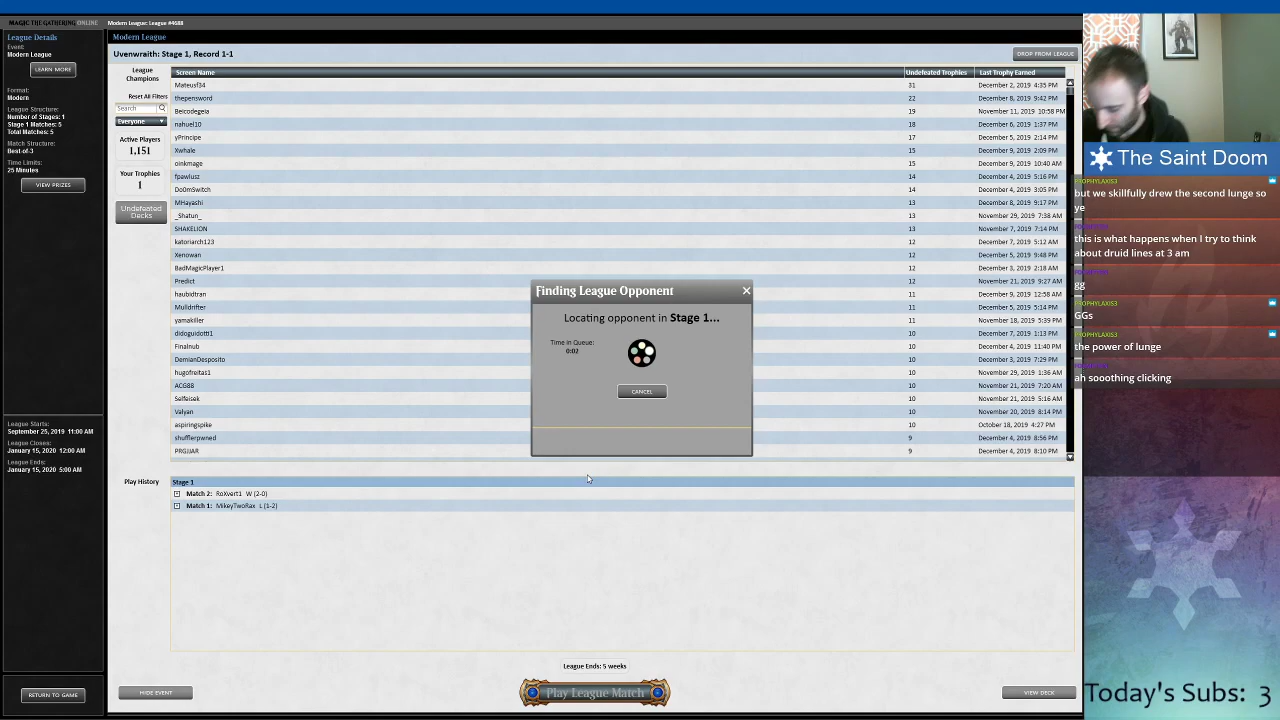 MAGIC THE GATHERING ONLINE
Modern League: League #4688
League Details
Event:
Modern League
LEARN MORE
Format:
Modern
League Structure:
Number of Stages: 1
Stage 1 Matches: 5
Total Matches: 5
Match Structure:
Best-of-3
Time Limits:
25 Minutes
VIEW PRIZES
League Starts:
September 25, 2019 11:00 AM
League Closes:
January 15, 2020 12:00 AM
League Ends:
January 15, 2020 5:00 AM
RETURN TO GAME
Modern League
Uvenwraith: Stage 1, Record 1-1
DROP FROM LEAGUE
League Champions
Reset All Filters
Search
Everyone
Active Players
1,151
Your Trophies
1
Undefeated Decks
Screen Name Undefeated Trophies Last Trophy Earned
Mateusf34 31 December 2, 2019 4:35 PM
thepensword 22 December 8, 2019 9:42 PM
Beicodegeia 19 November 11, 2019 10:58 PM
nahuel10 18 December 6, 2019 1:37 PM
yPrincipe 17 December 5, 2019 2:14 PM
Xwhale 15 December 9, 2019 2:09 PM
oinkmage 15 December 9, 2019 10:40 AM
fpawlusz 14 December 4, 2019 5:16 PM
Do0mSwitch 14 December 4, 2019 3:05 PM
MHayashi 13 December 8, 2019 9:17 PM
_Shatun_ 13 November 29, 2019 7:38 AM
SHAKELION 13 November 7, 2019 7:14 PM
katoriarch123 12 December 7, 2019 5:12 AM
Xenowan 12 December 5, 2019 9:48 PM
BadMagicPlayer1 12 December 3, 2019 2:18 AM
Predict 12 November 21, 2019 9:27 AM
haubidtran 11 December 9, 2019 12:58 AM
Mulldrifter 11 December 5, 2019 5:14 PM
yamakiller 11 November 18, 2019 5:39 PM
didoguidotti1 10 December 7, 2019 1:13 PM
Finalnub 10 December 4, 2019 11:40 PM
DemianDesposito 10 December 3, 2019 7:29 PM
hugofreitas1 10 November 29, 2019 1:36 AM
ACG88 10 November 21, 2019 7:20 AM
Selfeisek 10 November 21, 2019 5:16 AM
Valyan 10 November 20, 2019 8:14 PM
aspiringspike 10 October 18, 2019 4:27 PM
shufflerpwned 9 December 4, 2019 8:56 PM
PRGJJAR 9 December 4, 2019 8:10 PM
Finding League Opponent
Locating opponent in Stage 1...
Time in Queue:
0:02
CANCEL
Play History
Stage 1
Match 2: RoXvert1 W (2-0)
Match 1: MikeyTwoRax L (1-2)
League Ends: 5 weeks
HIDE EVENT
Play League Match
VIEW DECK
The Saint Doom
PROPHYLAXIS3
but we skillfully drew the second lunge so
ye
this is what happens when I try to think
about druid lines at 3 am
gg
PROPHYLAXIS3
GGs
PROPHYLAXIS3
the power of lunge
ah sooothing clicking
Today's Subs: 3